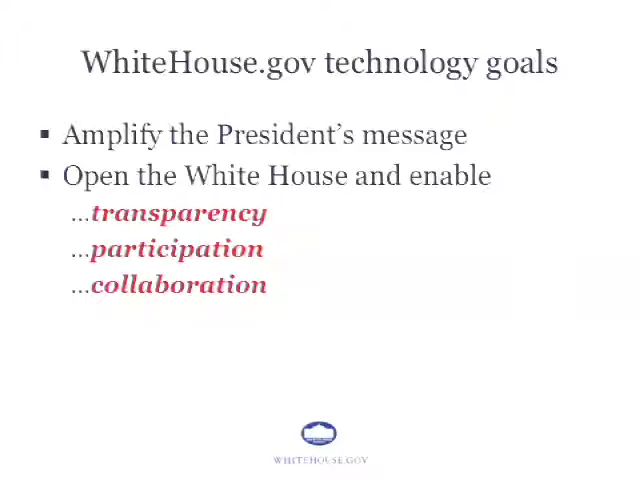 WhiteHouse.gov technology goals
▪ Amplify the President’s message
▪ Open the White House and enable
...transparency
...participation
...collaboration
WHITEHOUSE.GOV